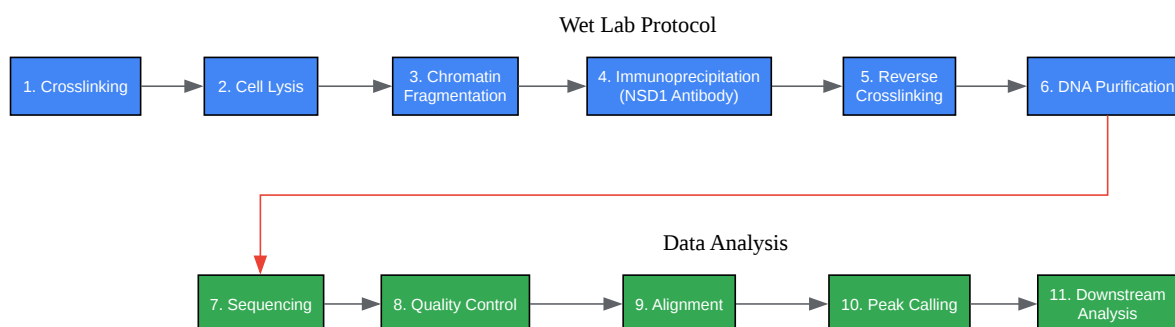 Wet Lab Protocol
1. Crosslinking
2. Cell Lysis
3. Chromatin
Fragmentation
4. Immunoprecipitation
(NSD1 Antibody)
5. Reverse
Crosslinking
6. DNA Purification
Data Analysis
7. Sequencing
8. Quality Control
9. Alignment
10. Peak Calling
11. Downstream
Analysis